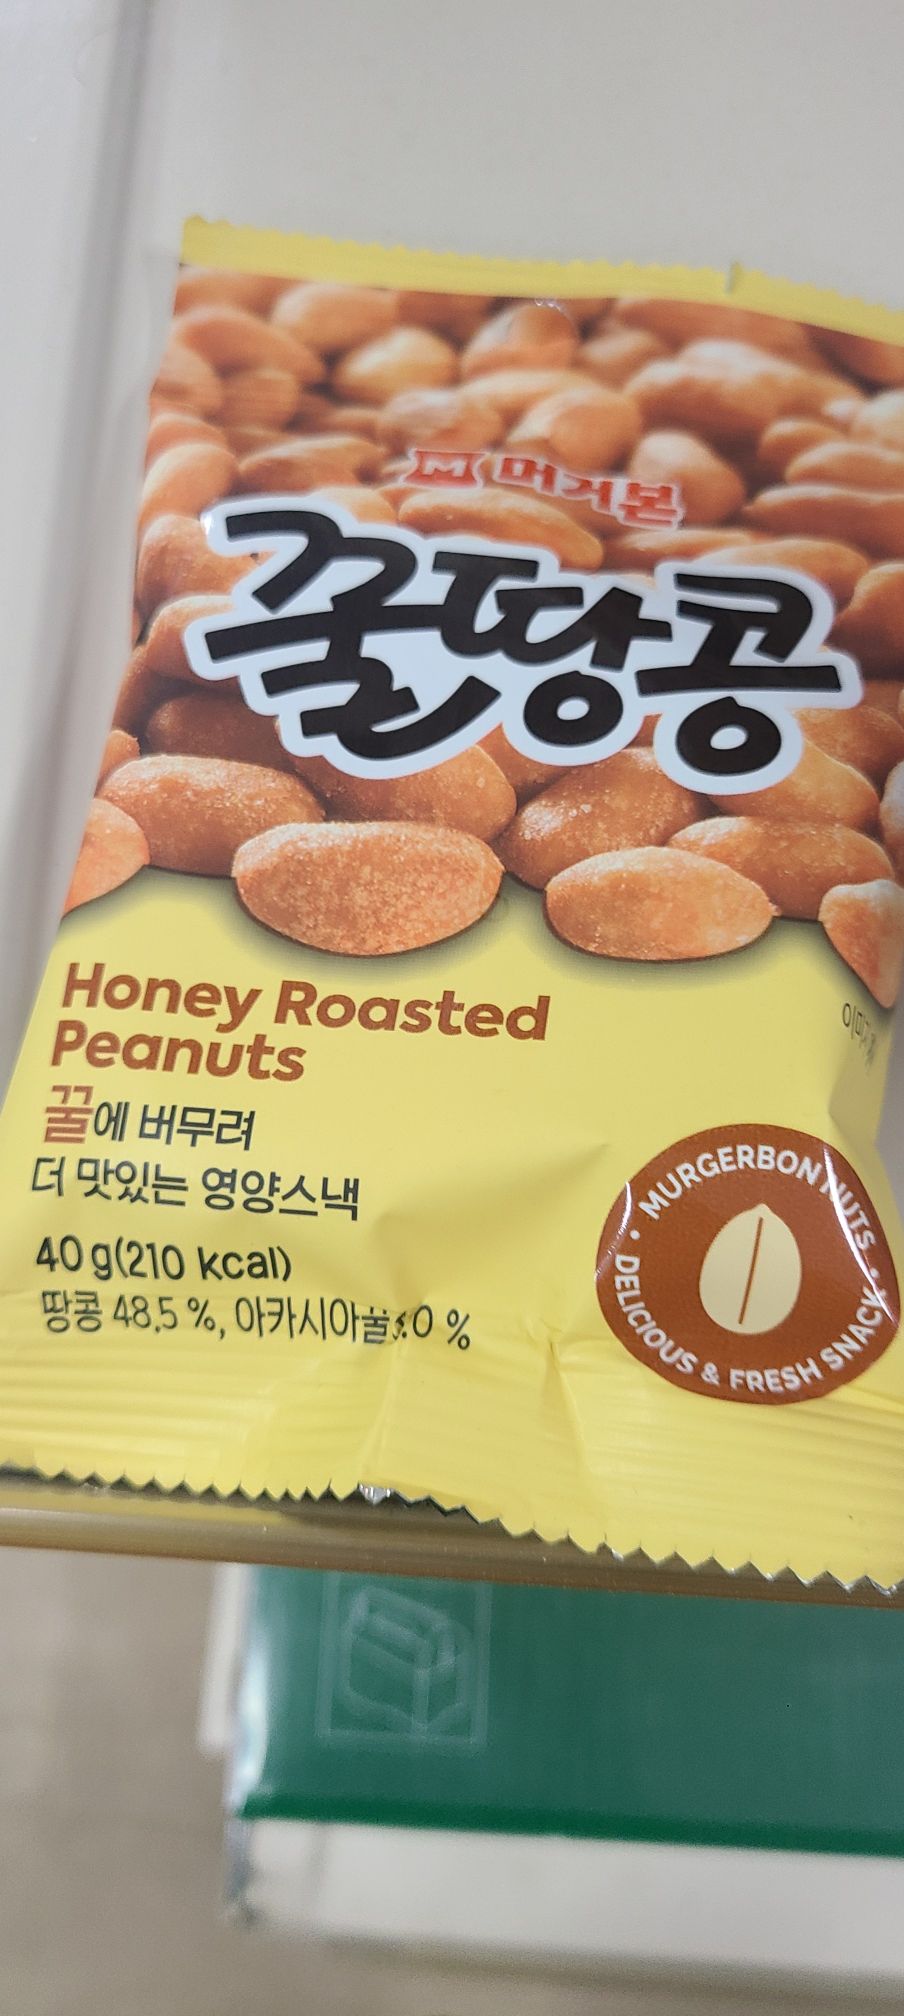 머거본
꿀땅콩
Honey Roasted
Peanuts
꿀에 버무려
더 맛있는 영양스낵
40 g(210 kcal)
땅콩 48.5 %, 아카시아꿀
MURGERBON NUTS
DELICIOUS & FRESH SNACK